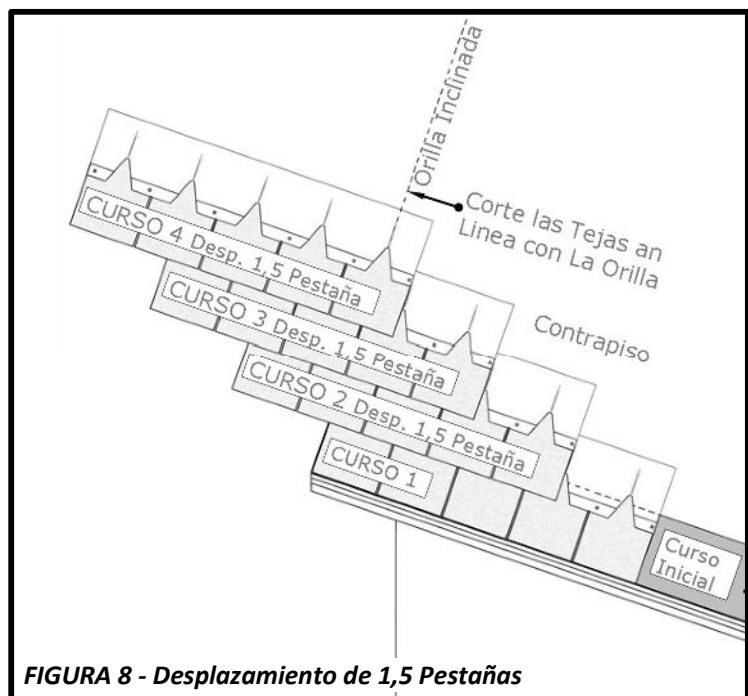 Orilla Inclinada
Corte las Tejas an
Linea con La Orilla
CURSO 4 Desp. 1,5 Pestaña
Contrapiso
CURSO 3 Desp. 1,5 Pestaña
CURSO 2 Desp. 1,5 Pestaña
CURSO 1
Curso
Inicial
FIGURA 8 - Desplazamiento de 1,5 Pestañas